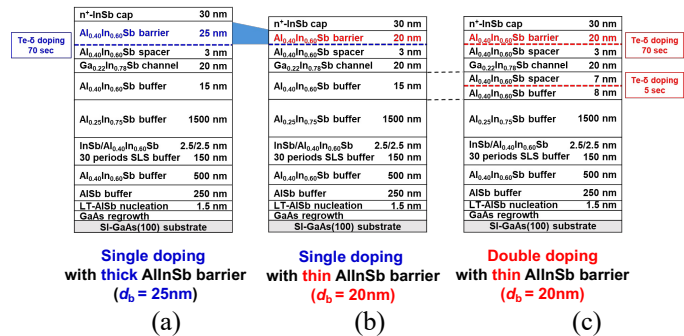 n⁺-InSb cap 30 nm
Al₀.₄₀In₀.₆₀Sb barrier 25 nm
Te-δ doping
70 sec
Al₀.₄₀In₀.₆₀Sb spacer 3 nm
Ga₀.₂₂In₀.₇₈Sb channel 20 nm
Al₀.₄₀In₀.₆₀Sb buffer 15 nm
Al₀.₂₅In₀.₇₅Sb buffer 1500 nm
InSb/Al₀.₄₀In₀.₆₀Sb 2.5/2.5 nm
30 periods SLS buffer 150 nm
Al₀.₄₀In₀.₆₀Sb buffer 500 nm
AlSb buffer 250 nm
LT-AlSb nucleation 1.5 nm
GaAs regrowth
SI-GaAs(100) substrate
Single doping
with thick AlInSb barrier
(d_b = 25nm)
(a)
n⁺-InSb cap 30 nm
Al₀.₄₀In₀.₆₀Sb barrier 20 nm
Al₀.₄₀In₀.₆₀Sb spacer 3 nm
Ga₀.₂₂In₀.₇₈Sb channel 20 nm
Al₀.₄₀In₀.₆₀Sb buffer 15 nm
Al₀.₂₅In₀.₇₅Sb buffer 1500 nm
InSb/Al₀.₄₀In₀.₆₀Sb 2.5/2.5 nm
30 periods SLS buffer 150 nm
Al₀.₄₀In₀.₆₀Sb buffer 500 nm
AlSb buffer 250 nm
LT-AlSb nucleation 1.5 nm
GaAs regrowth
SI-GaAs(100) substrate
Single doping
with thin AlInSb barrier
(d_b = 20nm)
(b)
n⁺-InSb cap 30 nm
Al₀.₄₀In₀.₆₀Sb barrier 20 nm
Te-δ doping
70 sec
Al₀.₄₀In₀.₆₀Sb spacer 3 nm
Ga₀.₂₂In₀.₇₈Sb channel 20 nm
Al₀.₄₀In₀.₆₀Sb spacer 7 nm
Te-δ doping
5 sec
Al₀.₄₀In₀.₆₀Sb buffer 8 nm
Al₀.₂₅In₀.₇₅Sb buffer 1500 nm
InSb/Al₀.₄₀In₀.₆₀Sb 2.5/2.5 nm
30 periods SLS buffer 150 nm
Al₀.₄₀In₀.₆₀Sb buffer 500 nm
AlSb buffer 250 nm
LT-AlSb nucleation 1.5 nm
GaAs regrowth
SI-GaAs(100) substrate
Double doping
with thin AlInSb barrier
(d_b = 20nm)
(c)